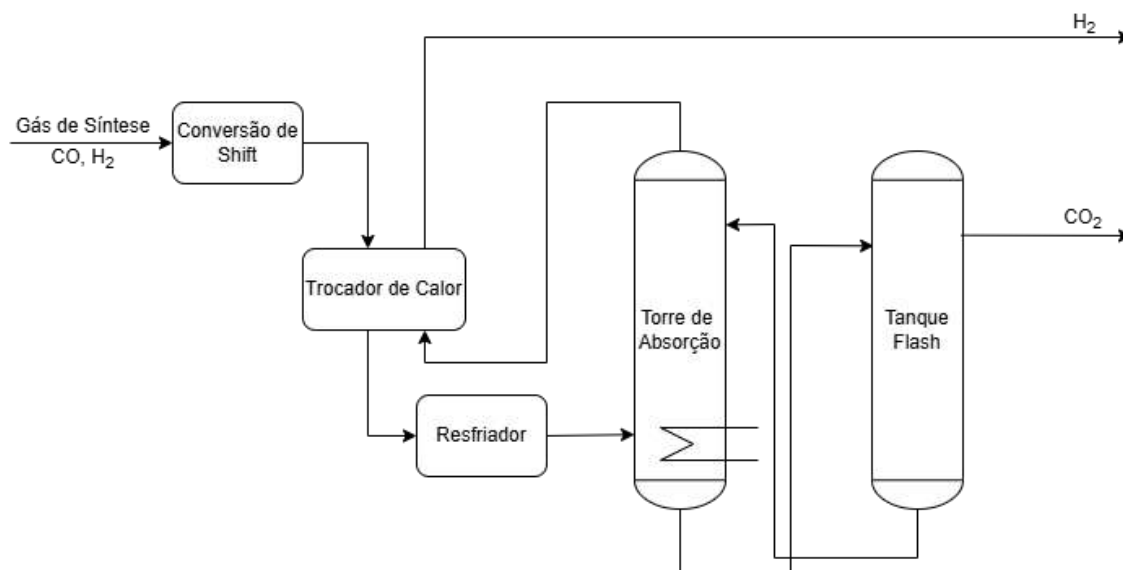 H₂
Gás de Síntese
CO, H₂
Conversão de
Shift
CO₂
Trocador de Calor
Torre de
Absorção
Tanque
Flash
Resfriador